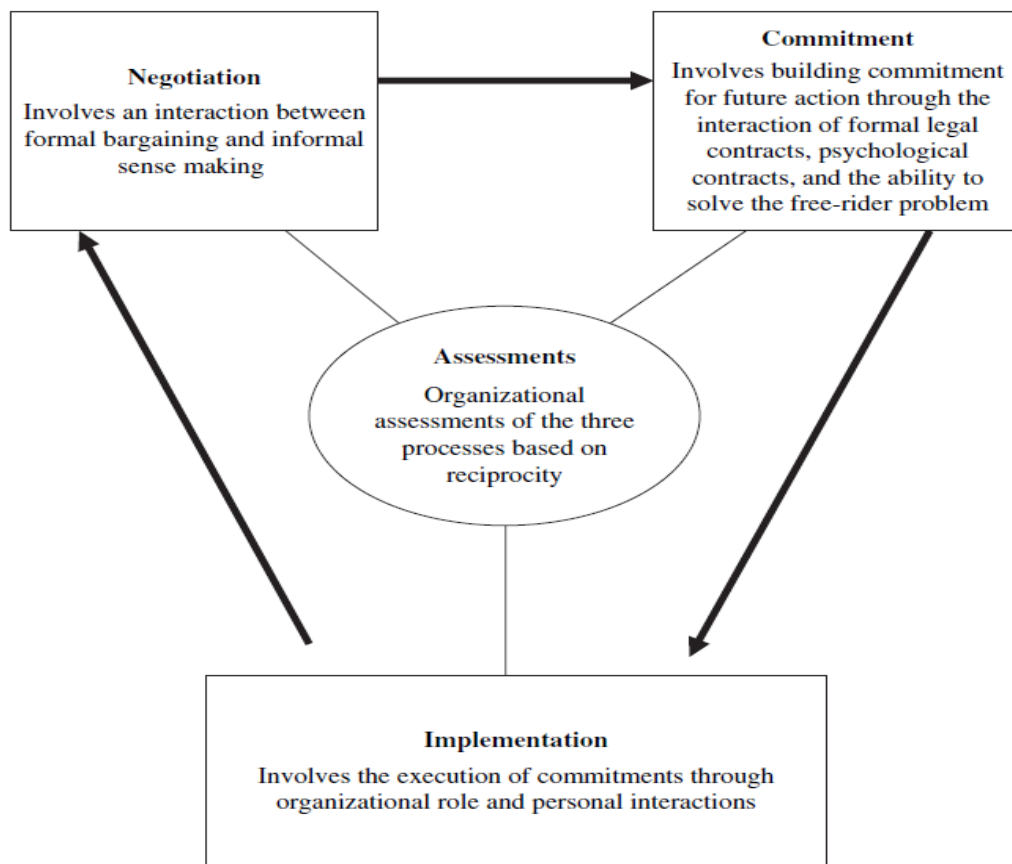 Negotiation
Involves an interaction between
formal bargaining and informal
sense making
Commitment
Involves building commitment
for future action through the
interaction of formal legal
contracts, psychological
contracts, and the ability to
solve the free-rider problem
Assessments
Organizational
assessments of the three
processes based on
reciprocity
Implementation
Involves the execution of commitments through
organizational role and personal interactions